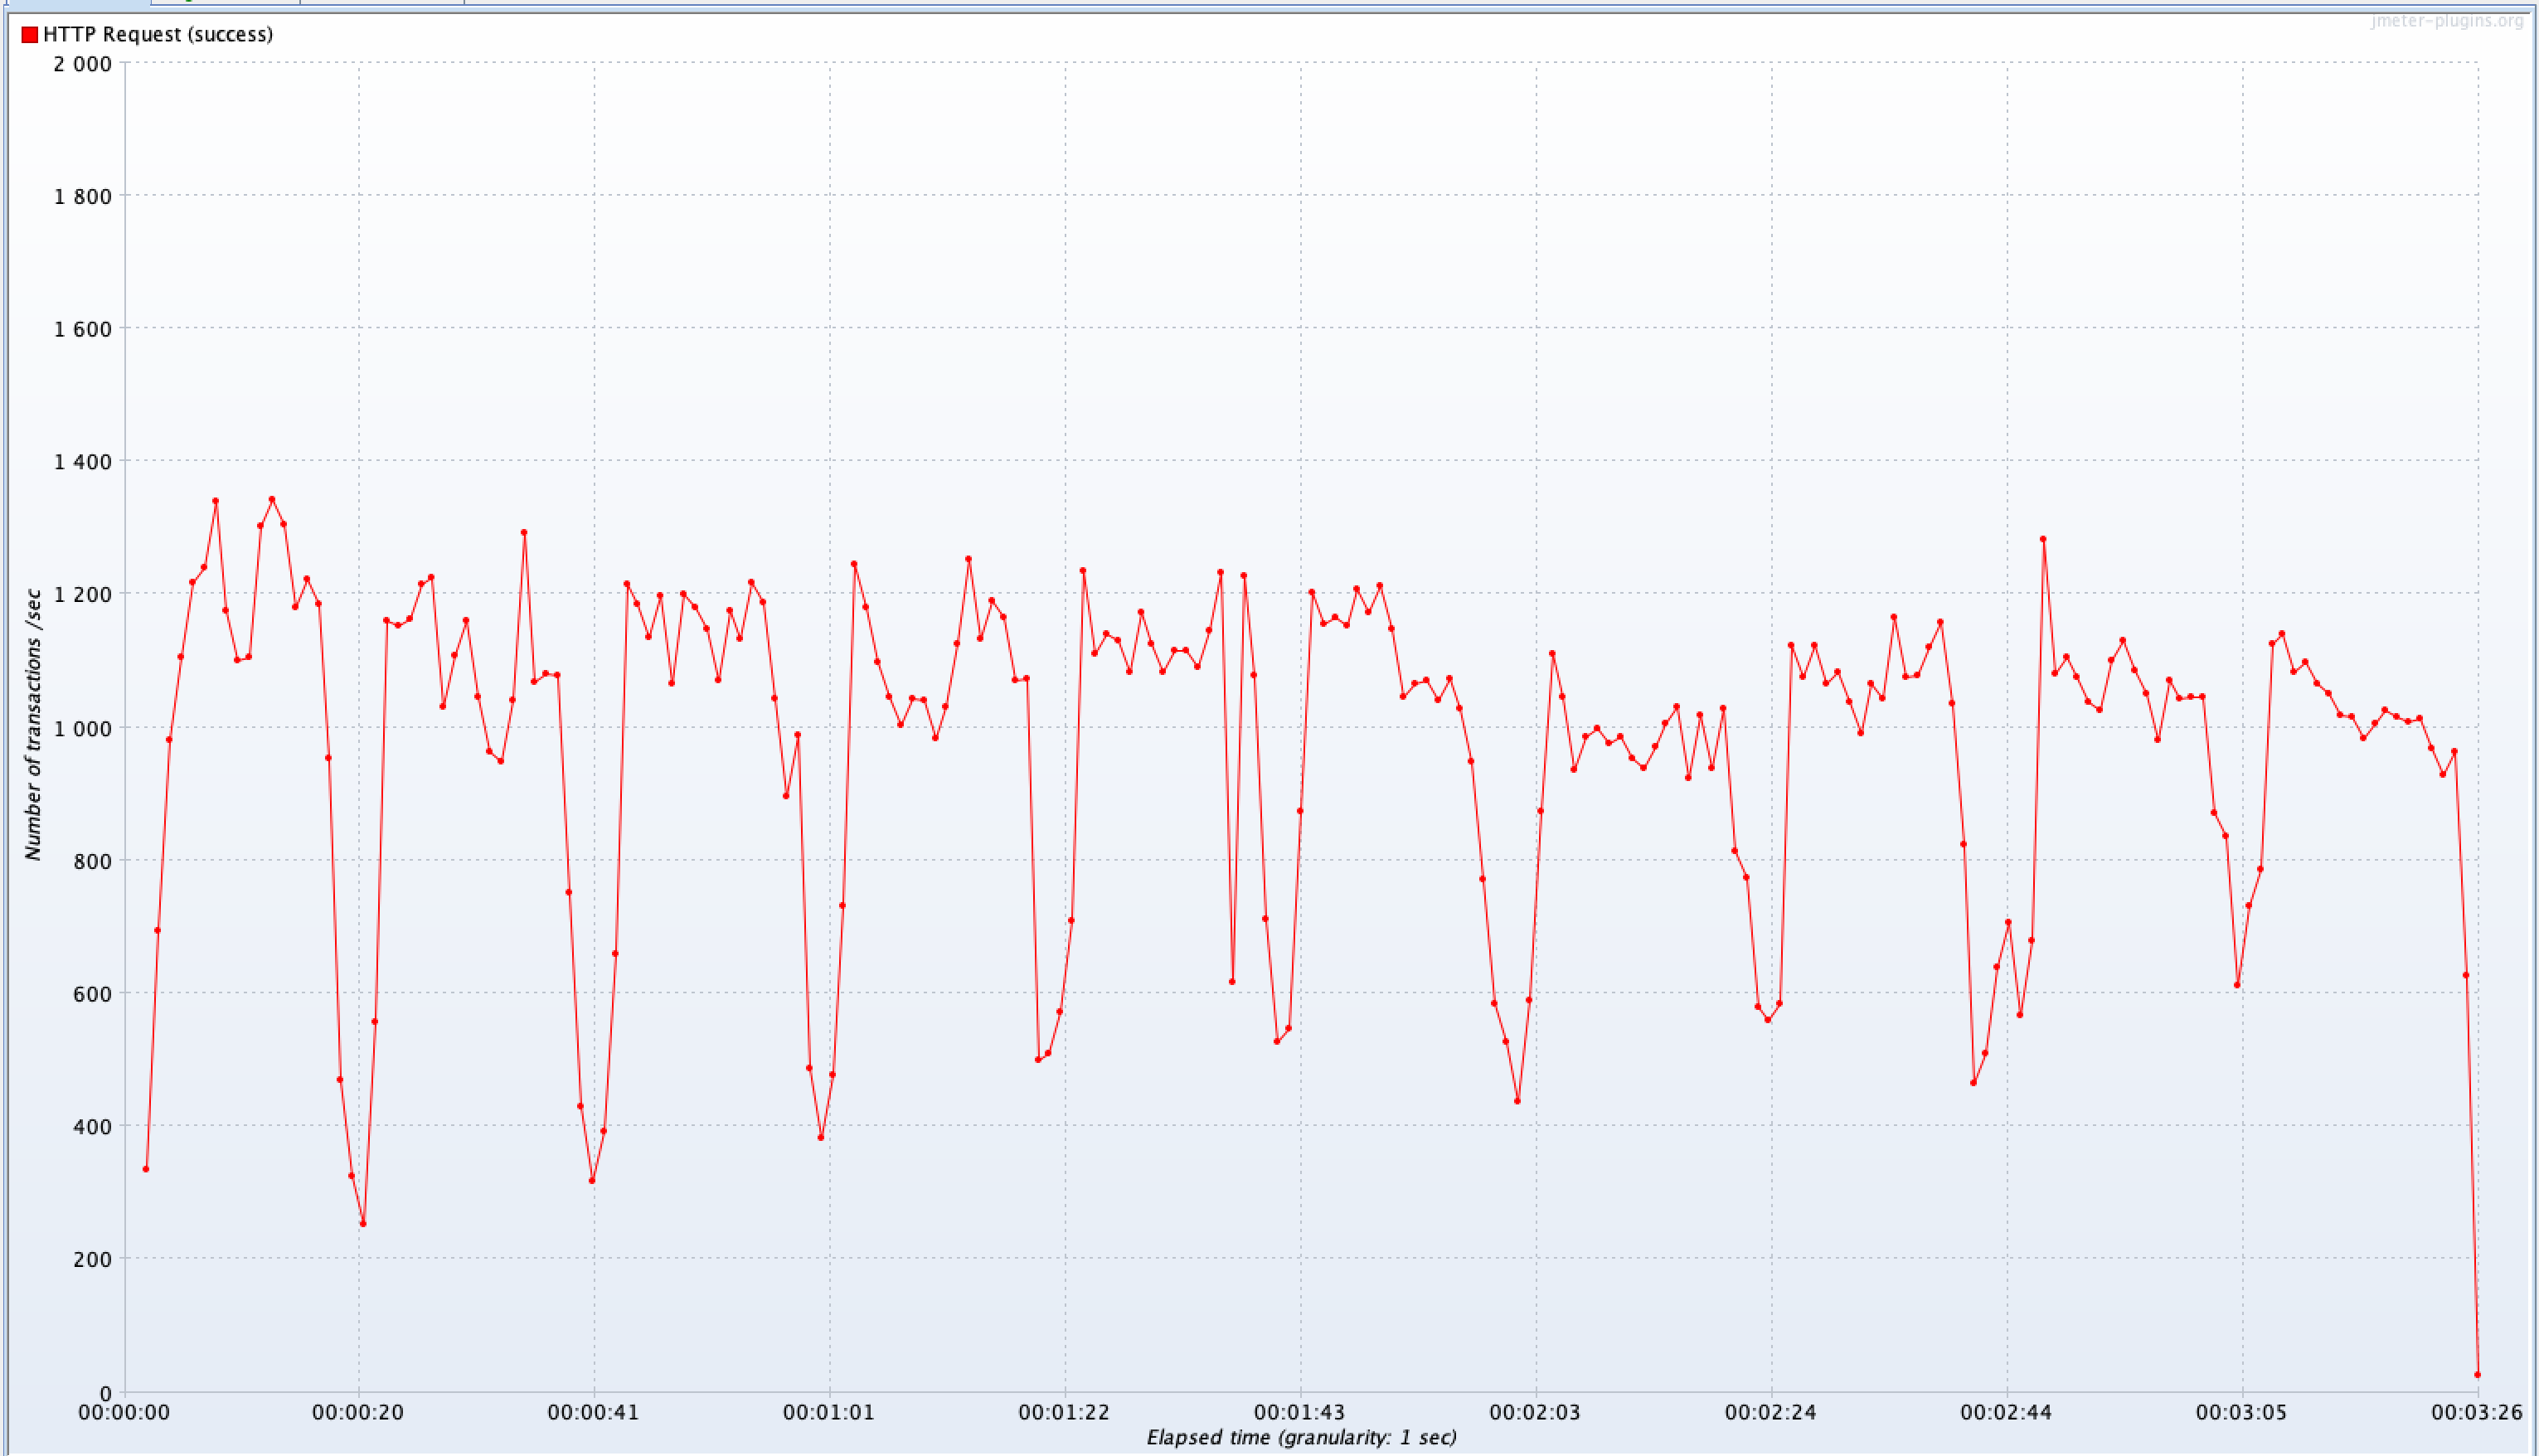 jmeter-plugins.org
HTTP Request (success)
2 000
1 800
1 600
1 400
1 200
1 000
800
600
400
200
0
Number of transactions /sec
00:00:00 00:00:20 00:00:41 00:01:01 00:01:22 00:01:43 00:02:03 00:02:24 00:02:44 00:03:05 00:03:26
Elapsed time (granularity: 1 sec)